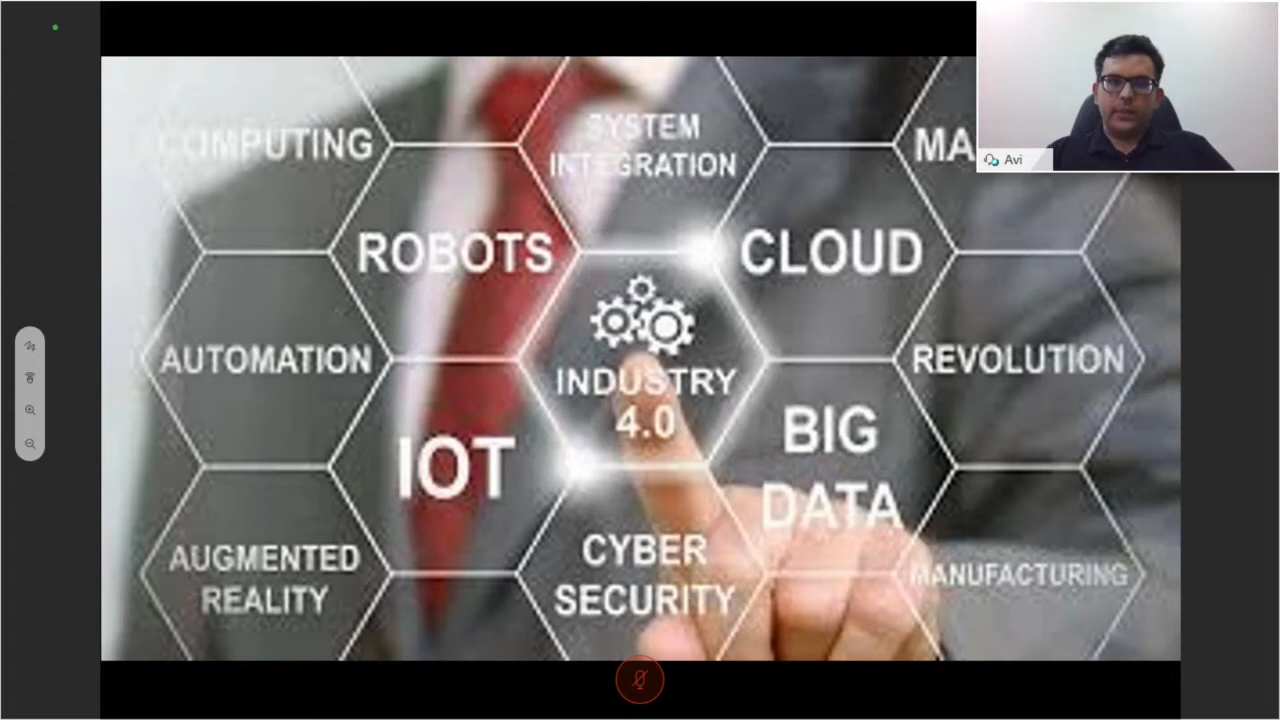 COMPUTING
SYSTEM
INTEGRATION
MA
Avi
ROBOTS
CLOUD
AUTOMATION
INDUSTRY
4.0
REVOLUTION
IOT
BIG
DATA
AUGMENTED
REALITY
CYBER
SECURITY
MANUFACTURING